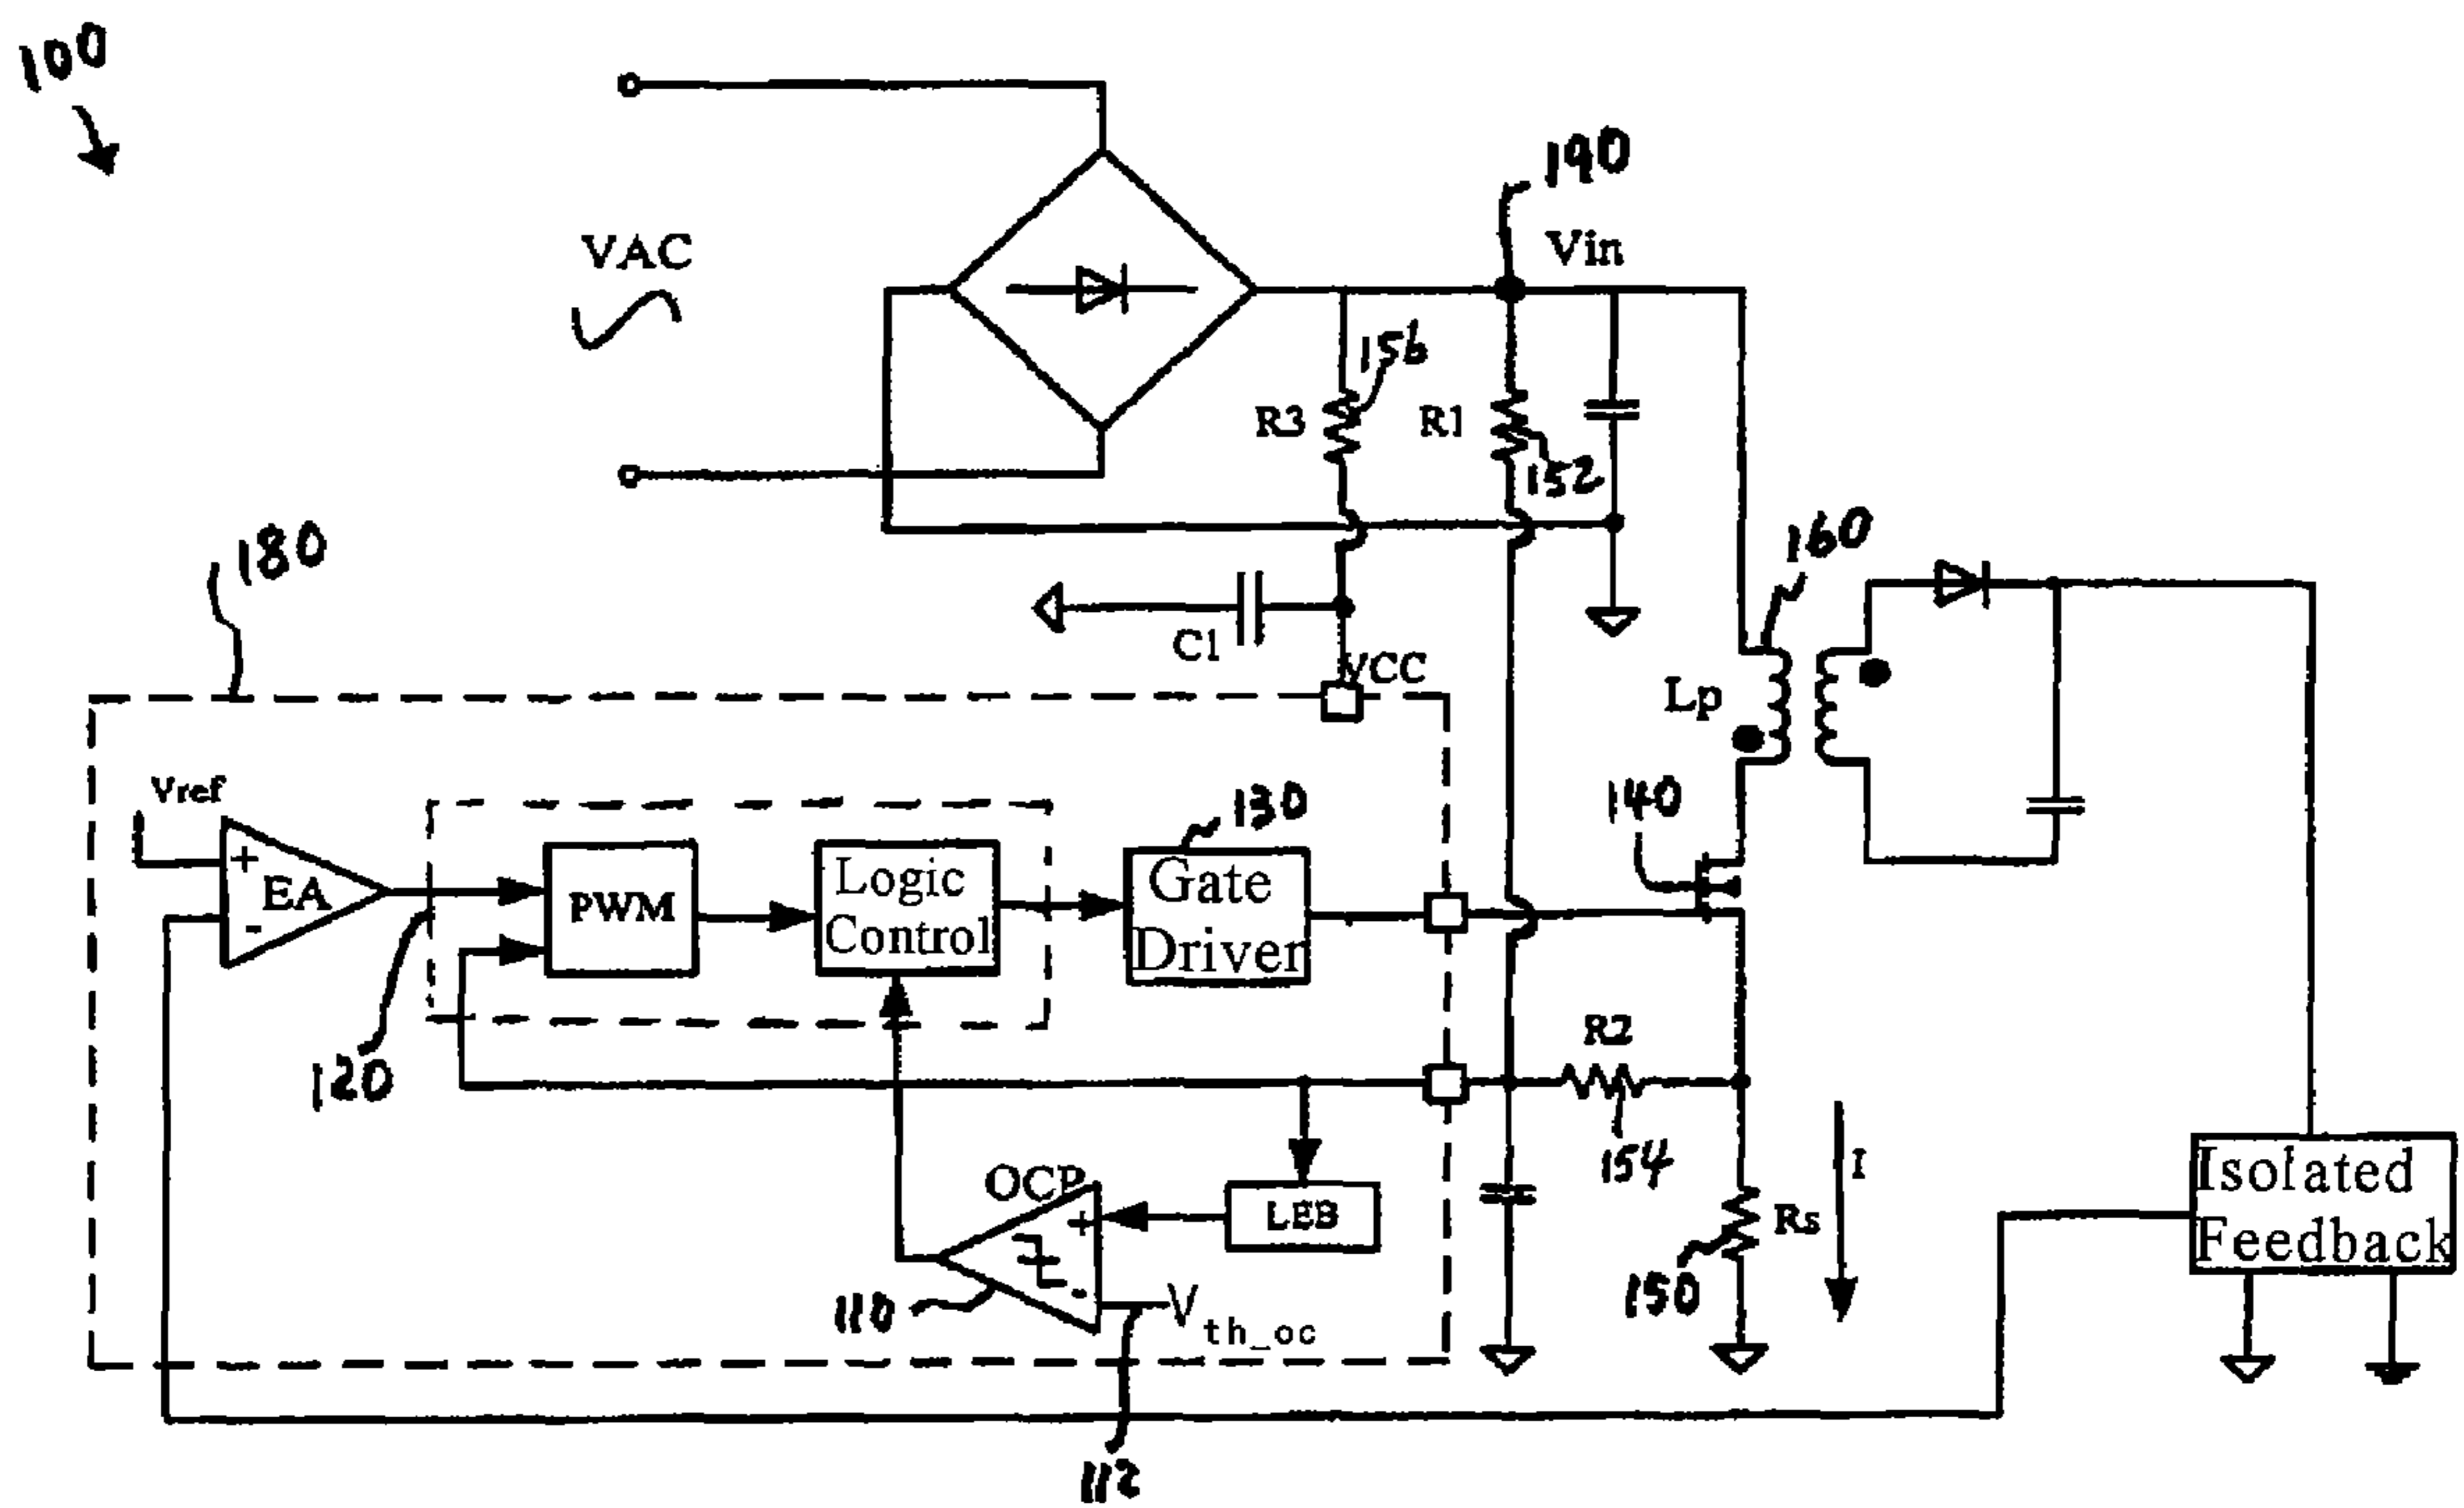 100
190
VAC
Vin
156
R3
R1
152
180
160
C1
VCC
Lp
Vref
130
140
+
EA
-
PWM
Logic
Control
Gate
Driver
120
R2
154
I
OCP
+
LEB
Rs
Isolated
Feedback
-
110
V
th_oc
150
112